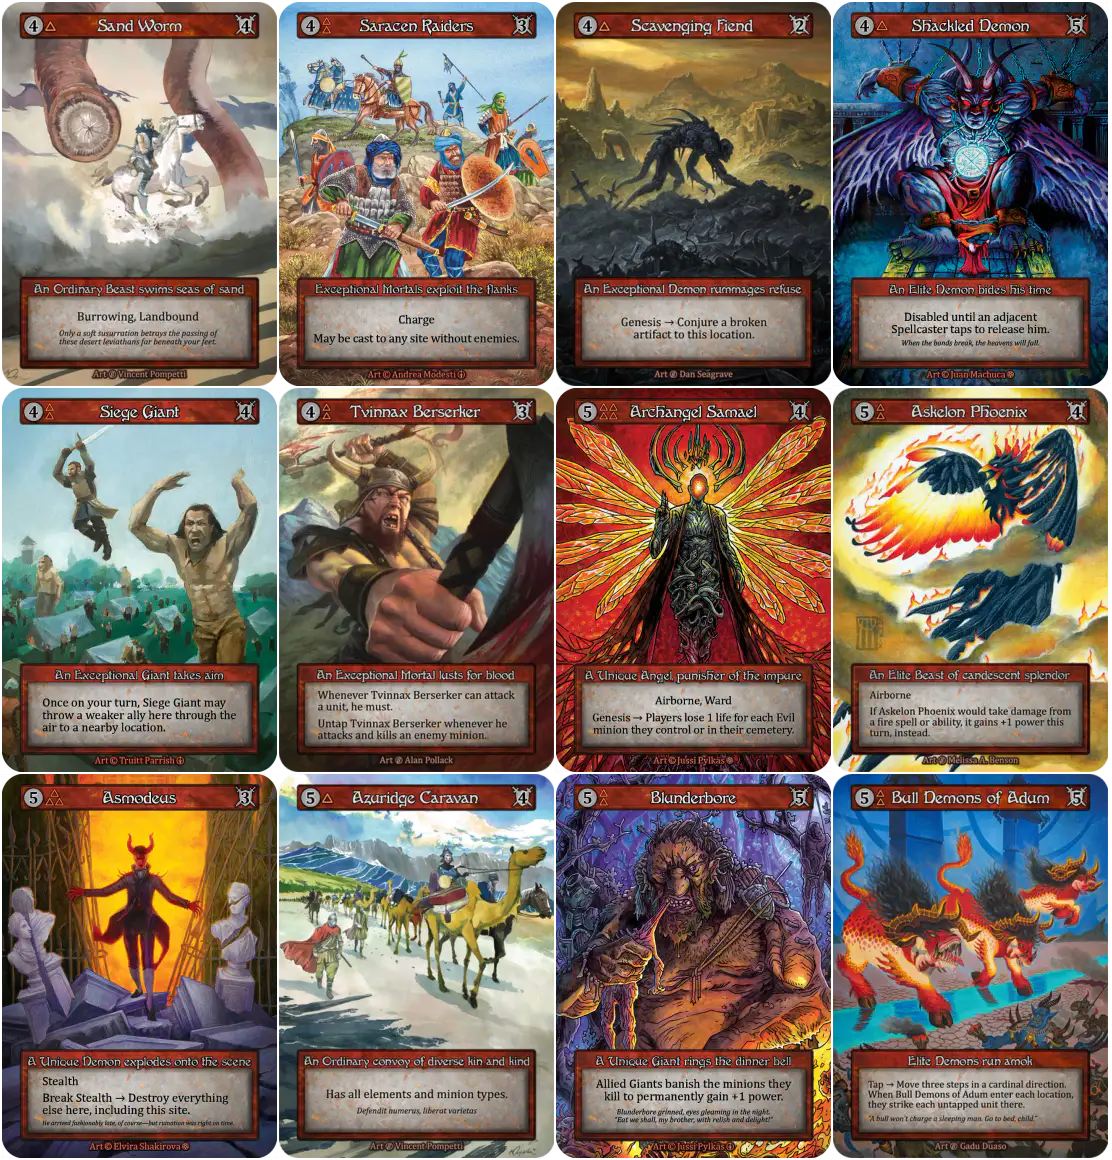 4 Sand Worm 4
An Ordinary Beast swims seas of sand
Burrowing, Landbound
Only a soft susurration betrays the passing of
these desert leviathans far beneath your feet.
Art Ⓟ Vincent Pompetti
4 Saracen Raiders 3
Exceptional Mortals exploit the flanks
Charge
May be cast to any site without enemies.
Art © Andrea Modesti
4 Scavenging Fiend 2
An Exceptional Demon rummages refuse
Genesis → Conjure a broken
artifact to this location.
Art Ⓟ Dan Seagrave
4 Shackled Demon 5
An Elite Demon bides his time
Disabled until an adjacent
Spellcaster taps to release him.
When the bands break, the heavens will fall.
Art © Juan Machuca
4 Siege Giant 4
An Exceptional Giant takes aim
Once on your turn, Siege Giant may
throw a weaker ally here through the
air to a nearby location.
Art © Truitt Parrish
4 Tvinnax Berserker 3
An Exceptional Mortal lusts for blood
Whenever Tvinnax Berserker can attack
a unit, he must.
Untap Tvinnax Berserker whenever he
attacks and kills an enemy minion.
Art Ⓟ Alan Pollack
5 Archangel Samael 4
A Unique Angel, punisher of the impure
Airborne, Ward
Genesis → Players lose 1 life for each Evil
minion they control or in their cemetery.
Art © Jussi Pylkäs
5 Askelon Phoenix 4
An Elite Beast of candescent splendor
Airborne
If Askelon Phoenix would take damage from
a fire spell or ability, it gains +1 power this
turn, instead.
Art Ⓟ Melissa A. Benson
5 Asmodeus 3
A Unique Demon explodes onto the scene
Stealth
Break Stealth → Destroy everything
else here, including this site.
He arrived fashionably late, of course—but ruination was right on time.
Art © Elvira Shakirova
5 Azuridge Caravan 4
An Ordinary convoy of diverse kin and kind
Has all elements and minion types.
Defendit numerus, liberat varietas
Art Ⓟ Vincent Pompetti
5 Blunderbore 5
A Unique Giant rings the dinner bell
Allied Giants banish the minions they
kill to permanently gain +1 power.
Blunderbore grinned, eyes gleaming in the night,
"Eat we shall, my brother, with relish and delight!"
Art © Jussi Pylkäs
5 Bull Demons of Adum 5
Elite Demons run amok
Tap → Move three steps in a cardinal direction.
When Bull Demons of Adum enter each location,
they strike each untapped unit there.
"A bull won't charge a sleeping man. Go to bed, child."
Art Ⓟ Gadu Duaso